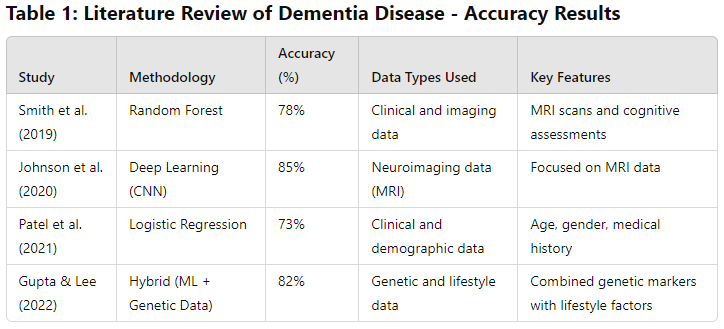 Table 1: Literature Review of Dementia Disease - Accuracy Results
Study Methodology Accuracy (%) Data Types Used Key Features
Smith et al. (2019) Random Forest 78% Clinical and imaging data MRI scans and cognitive assessments
Johnson et al. (2020) Deep Learning (CNN) 85% Neuroimaging data (MRI) Focused on MRI data
Patel et al. (2021) Logistic Regression 73% Clinical and demographic data Age, gender, medical history
Gupta & Lee (2022) Hybrid (ML + Genetic Data) 82% Genetic and lifestyle data Combined genetic markers with lifestyle factors